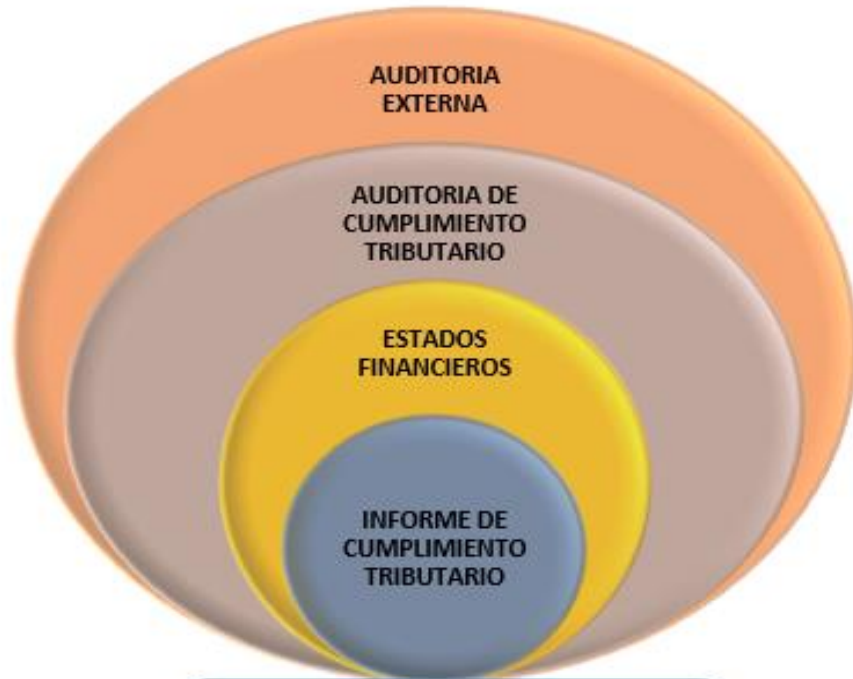 AUDITORIA
EXTERNA
AUDITORIA DE
CUMPLIMIENTO
TRIBUTARIO
ESTADOS
FINANCIEROS
INFORME DE
CUMPLIMIENTO
TRIBUTARIO